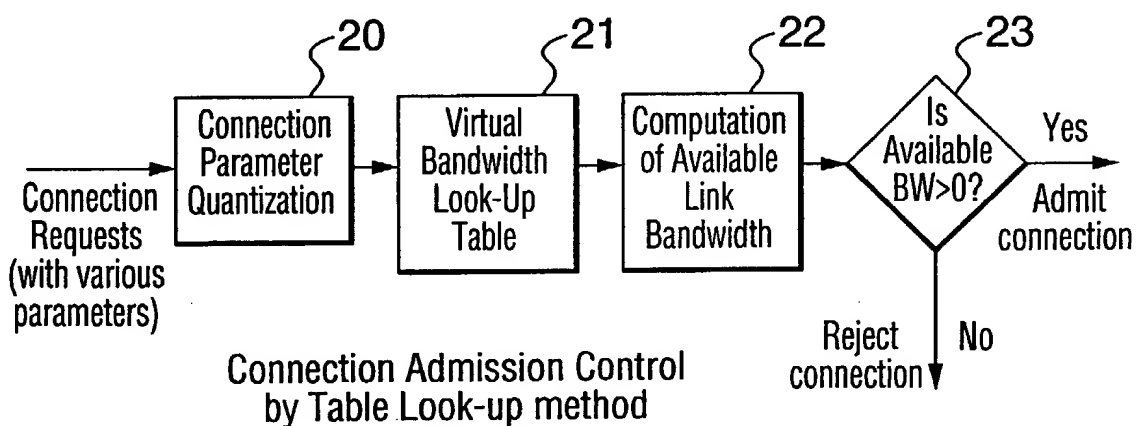 20
21
22
23
Connection
Requests
(with various
parameters)
Connection
Parameter
Quantization
Virtual
Bandwidth
Look-Up
Table
Computation
of Available
Link
Bandwidth
Is
Available
BW>0?
Yes
Admit
connection
No
Reject
connection
Connection Admission Control
by Table Look-up method